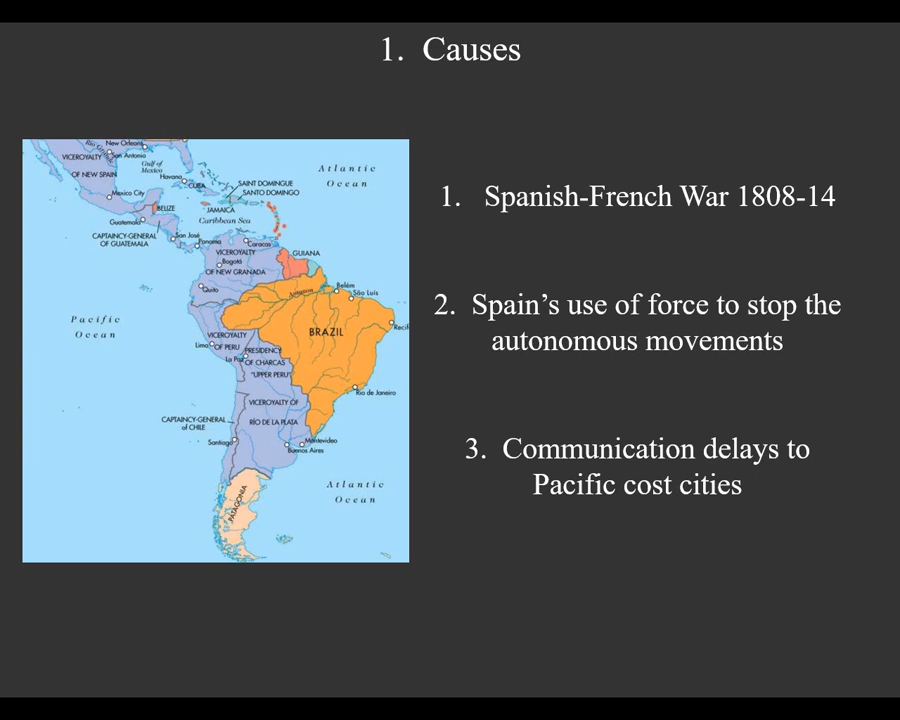 1. Causes
New Orleans
San Antonio
VICEROYALTY
OF NEW SPAIN
Gulf of
Mexico
Havana
CUBA
Mexico City
BELIZE
JAMAICA
SAINT DOMINGUE
SANTO DOMINGO
Atlantic
Ocean
Guatemala
Caribbean Sea
CAPTAINCY-GENERAL
OF GUATEMALA
San José
Panama
Caracas
VICEROYALTY
Bogotá
OF NEW GRANADA
GUIANA
Quito
Amazon
Belém
São Luís
Pacific
Ocean
BRAZIL
Recif
VICEROYALTY
OF PERU
Lima
La Paz
PRESIDENCY
OF CHARCAS
"UPPER PERU"
Rio de Janeiro
VICEROYALTY OF
RÍO DE LA PLATA
CAPTAINCY-GENERAL
of CHILE
Santiago
Montevideo
Buenos Aires
PATAGONIA
Atlantic
Ocean
1. Spanish-French War 1808-14
2. Spain’s use of force to stop the
autonomous movements
3. Communication delays to
Pacific cost cities